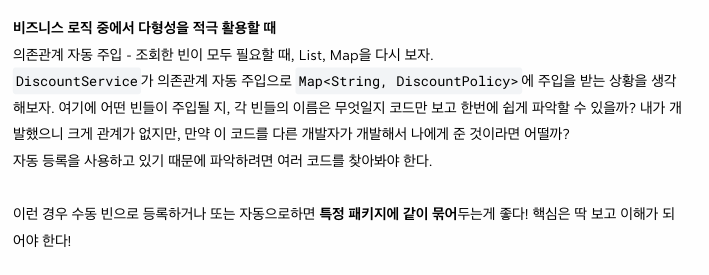 비즈니스 로직 중에서 다형성을 적극 활용할 때
의존관계 자동 주입 - 조회한 빈이 모두 필요할 때, List, Map을 다시 보자.
DiscountService 가 의존관계 자동 주입으로 Map<String, DiscountPolicy> 에 주입을 받는 상황을 생각
해보자. 여기에 어떤 빈들이 주입될 지, 각 빈들의 이름은 무엇일지 코드만 보고 한번에 쉽게 파악할 수 있을까? 내가 개
발했으니 크게 관계가 없지만, 만약 이 코드를 다른 개발자가 개발해서 나에게 준 것이라면 어떨까?
자동 등록을 사용하고 있기 때문에 파악하려면 여러 코드를 찾아봐야 한다.
이런 경우 수동 빈으로 등록하거나 또는 자동으로하면 특정 패키지에 같이 묶어두는게 좋다! 핵심은 딱 보고 이해가 되
어야 한다!